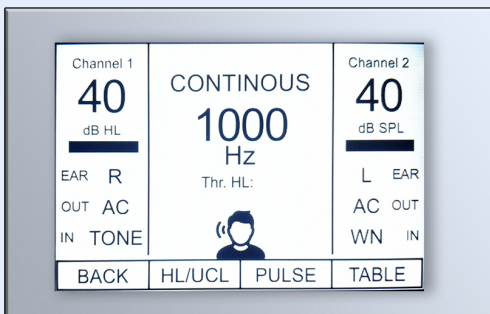 Channel 1
40
dB HL
EAR R
OUT AC
IN TONE
CONTINOUS
1000
Hz
Thr. HL:
Channel 2
40
dB SPL
L EAR
AC OUT
WN IN
BACK HL/UCL PULSE TABLE